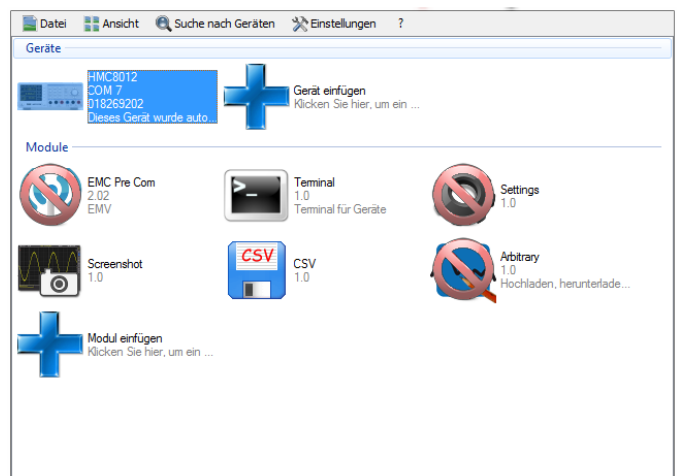 Datei Ansicht Suche nach Geräten Einstellungen ?
Geräte
HMC8012
COM 7
018269202
Dieses Gerät wurde auto...
Gerät einfügen
Klicken Sie hier, um ein ...
Module
EMC Pre Com
2.02
EMV
Terminal
1.0
Terminal für Geräte
Settings
1.0
Screenshot
1.0
CSV
CSV
1.0
Arbitrary
1.0
Hochladen, herunterlade...
Modul einfügen
Klicken Sie hier, um ein ...